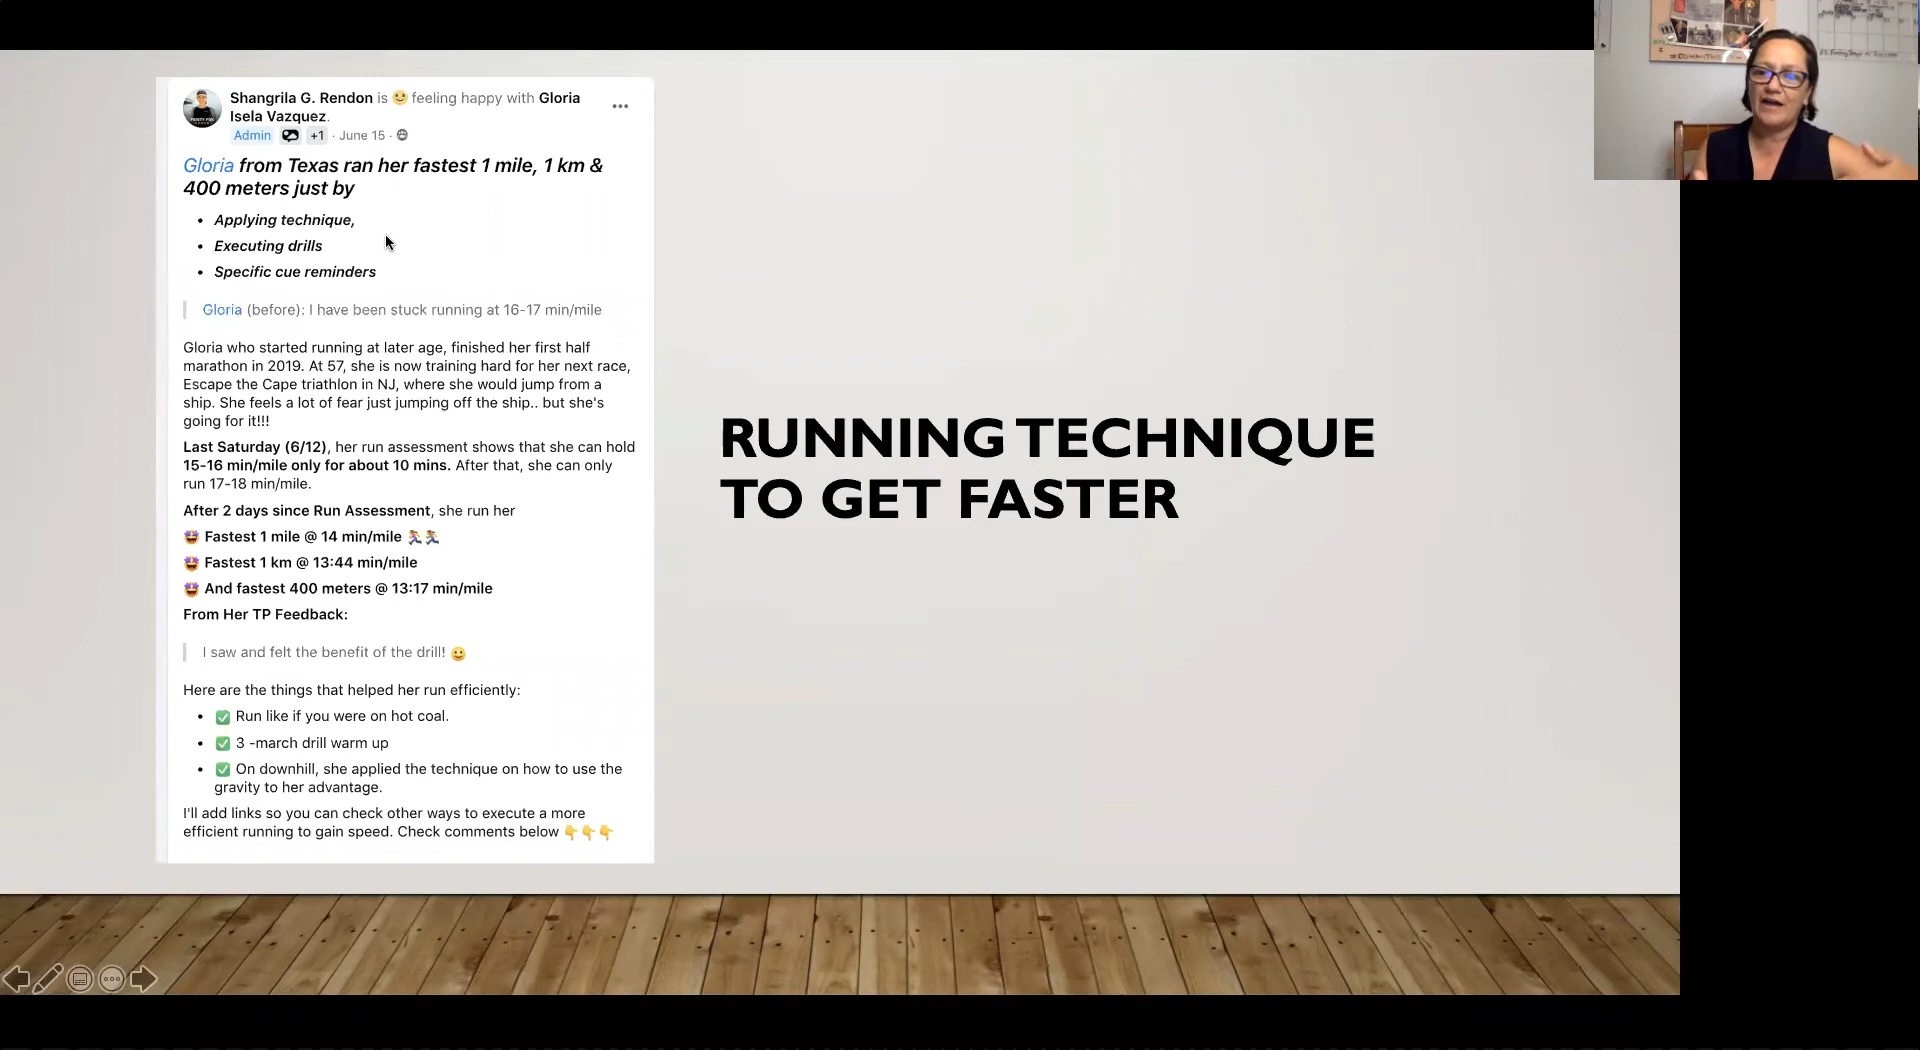 Shangrila G. Rendon is 🙂 feeling happy with Gloria
Isela Vazquez.
Admin +1 · June 15 ·
Gloria from Texas ran her fastest 1 mile, 1 km &
400 meters just by
• Applying technique,
• Executing drills
• Specific cue reminders
Gloria (before): I have been stuck running at 16-17 min/mile
Gloria who started running at later age, finished her first half
marathon in 2019. At 57, she is now training hard for her next race,
Escape the Cape triathlon in NJ, where she would jump from a
ship. She feels a lot of fear just jumping off the ship.. but she's
going for it!!!
Last Saturday (6/12), her run assessment shows that she can hold
15-16 min/mile only for about 10 mins. After that, she can only
run 17-18 min/mile.
After 2 days since Run Assessment, she run her
🤩 Fastest 1 mile @ 14 min/mile 🏃‍♀️🏃‍♀️
🤩 Fastest 1 km @ 13:44 min/mile
🤩 And fastest 400 meters @ 13:17 min/mile
From Her TP Feedback:
I saw and felt the benefit of the drill! 🙂
Here are the things that helped her run efficiently:
• ✅ Run like if you were on hot coal.
• ✅ 3 -march drill warm up
• ✅ On downhill, she applied the technique on how to use the
gravity to her advantage.
I'll add links so you can check other ways to execute a more
efficient running to gain speed. Check comments below 👇👇👇
RUNNING TECHNIQUE
TO GET FASTER